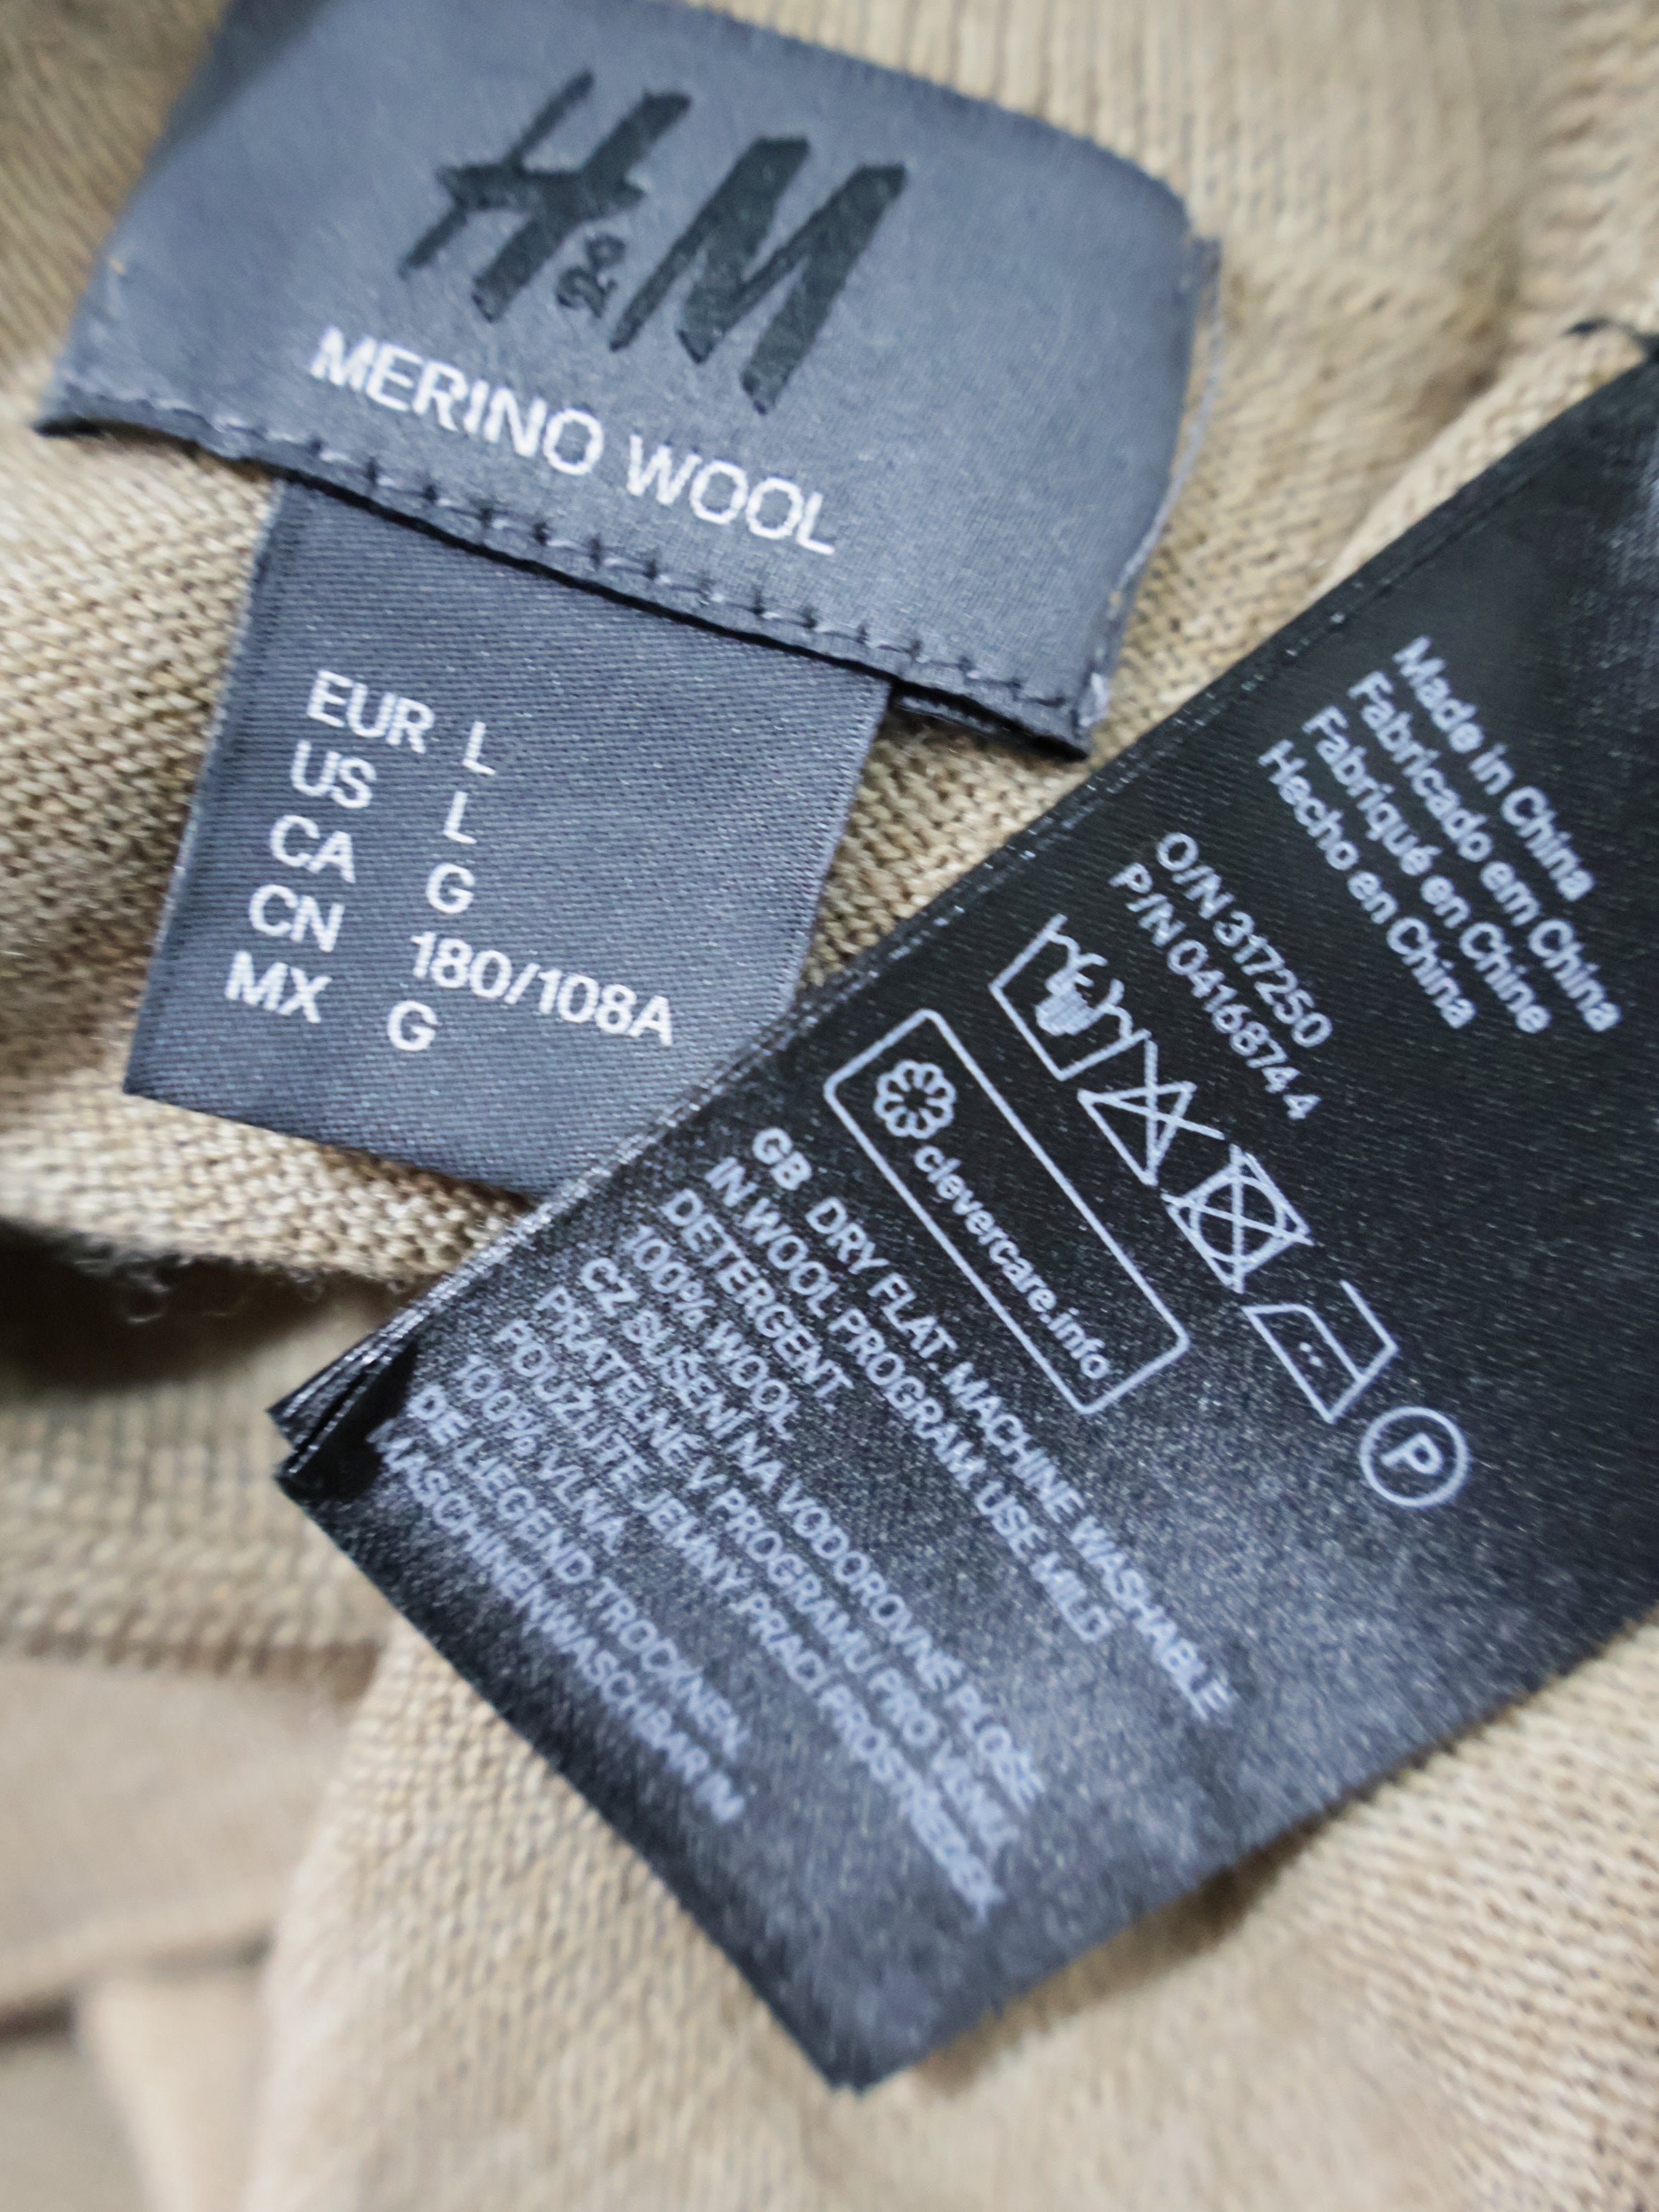 H&M
MERINO WOOL
EUR L
US L
CA G
CN 180/108A
MX G
Made in China
Fabricado em China
Fabriqué en Chine
Hecho en China
O/N 317250
P/N 0416874 4
clevercare.info
P
GB DRY FLAT. MACHINE WASHABLE
IN WOOL PROGRAM USE MILD
DETERGENT
100% WOOL
CZ SUŠENÍ NA VODOROVNÉ PLOŠE
PRATELNÉ V PROGRAMU PRO VLNU,
POUŽIJTE JEMNÝ PRACÍ PROSTŘEDEK
100% VLNA
DE LIEGEND TROCKNEN,
MASCHINENWASCHBAR IM